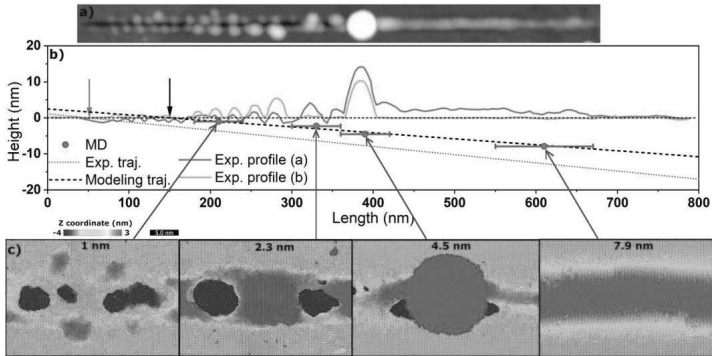 a)
b)
20
10
0
-10
-20
Height (nm)
MD
Exp. traj.
Modeling traj.
Exp. profile (a)
Exp. profile (b)
0 100 200 300 400 500 600 700 800
Length (nm)
Z coordinate (nm)
-4 3 5.0 nm
c) 1 nm 2.3 nm 4.5 nm 7.9 nm